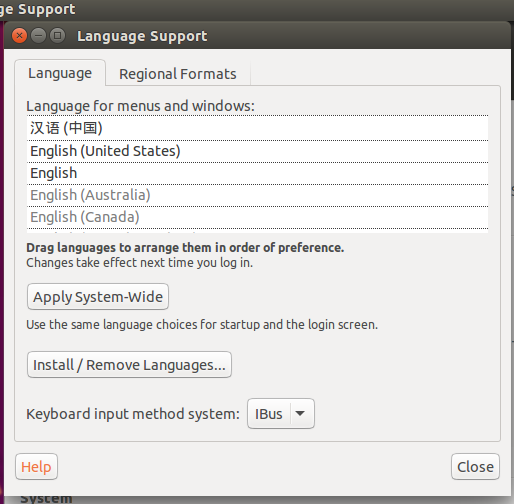 ge Support
Language Support
Language
Regional Formats
Language for menus and windows:
汉语 (中国)
English (United States)
English
English (Australia)
English (Canada)
Drag languages to arrange them in order of preference.
Changes take effect next time you log in.
Apply System-Wide
Use the same language choices for startup and the login screen.
Install / Remove Languages...
Keyboard input method system: IBus
Help
Close
System